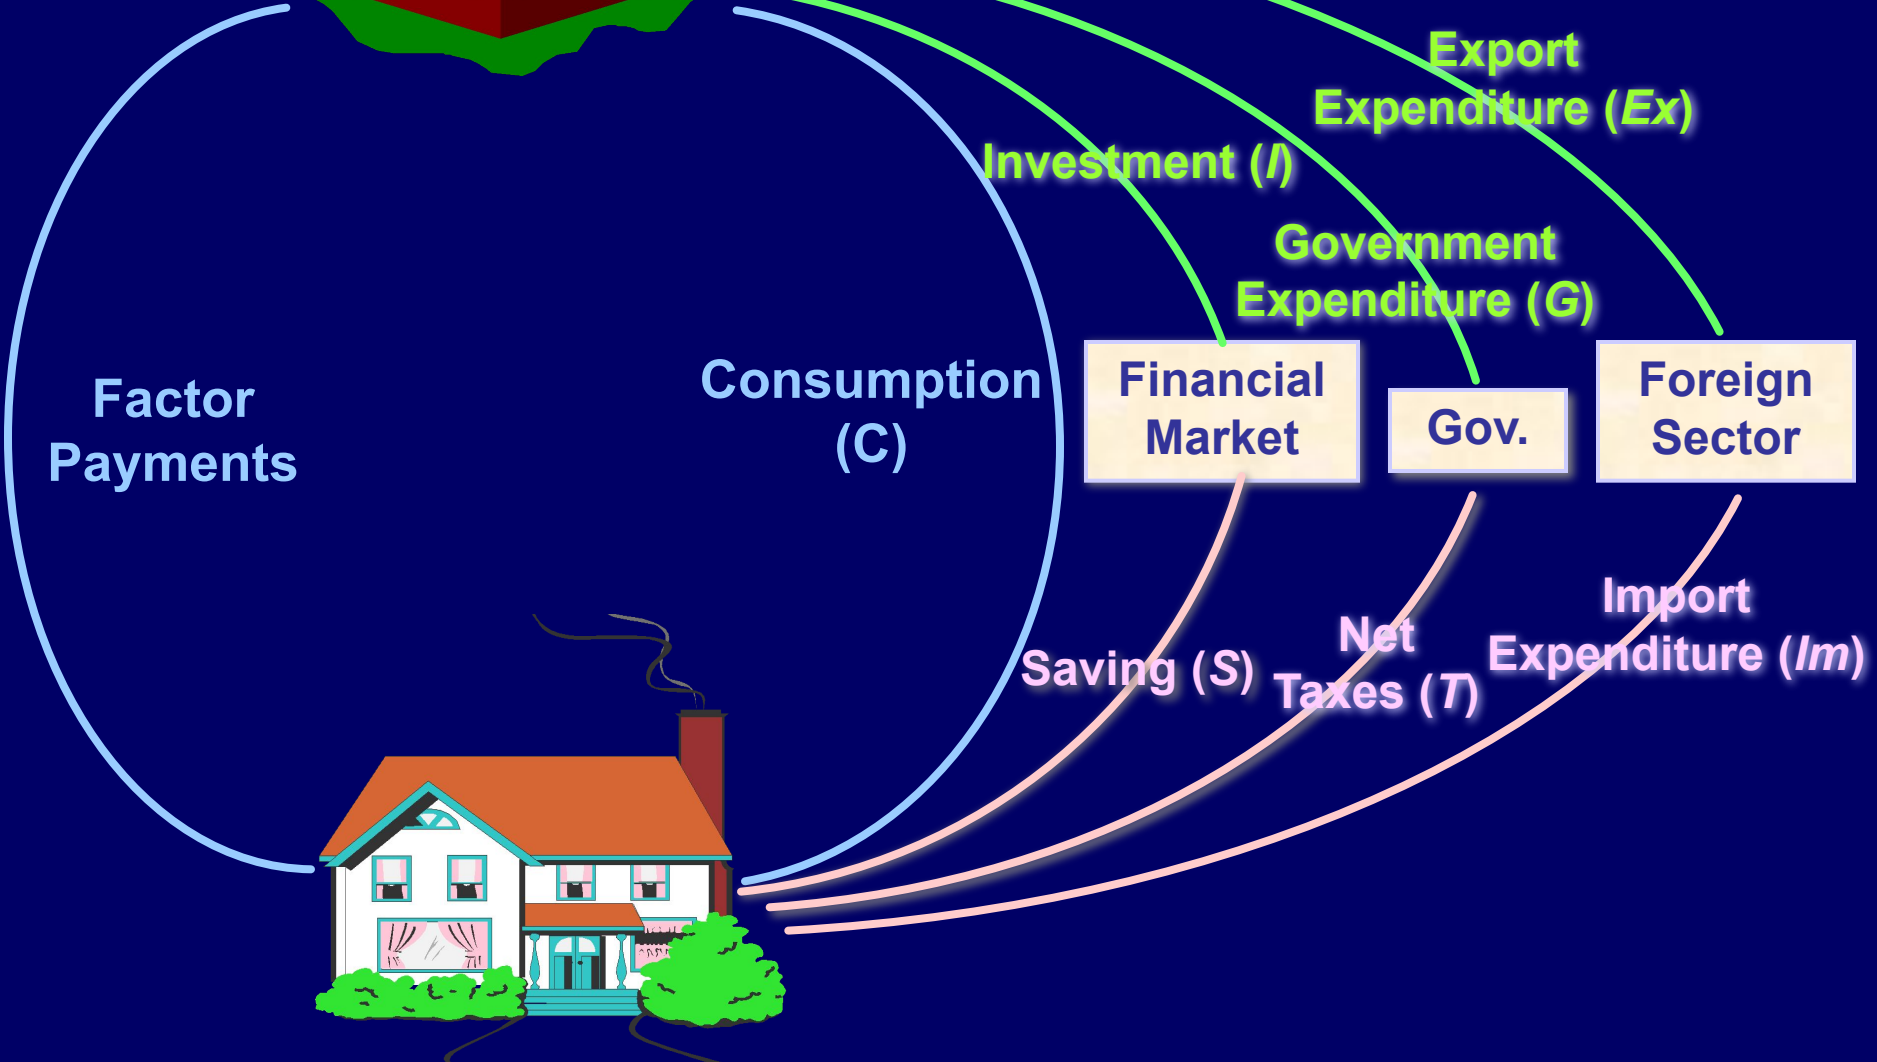 Export
Expenditure (Ex)
Investment (I)
Government
Expenditure (G)
Factor
Payments
Consumption
(C)
Financial
Market
Gov.
Foreign
Sector
Saving (S)
Net
Taxes (T)
Import
Expenditure (Im)